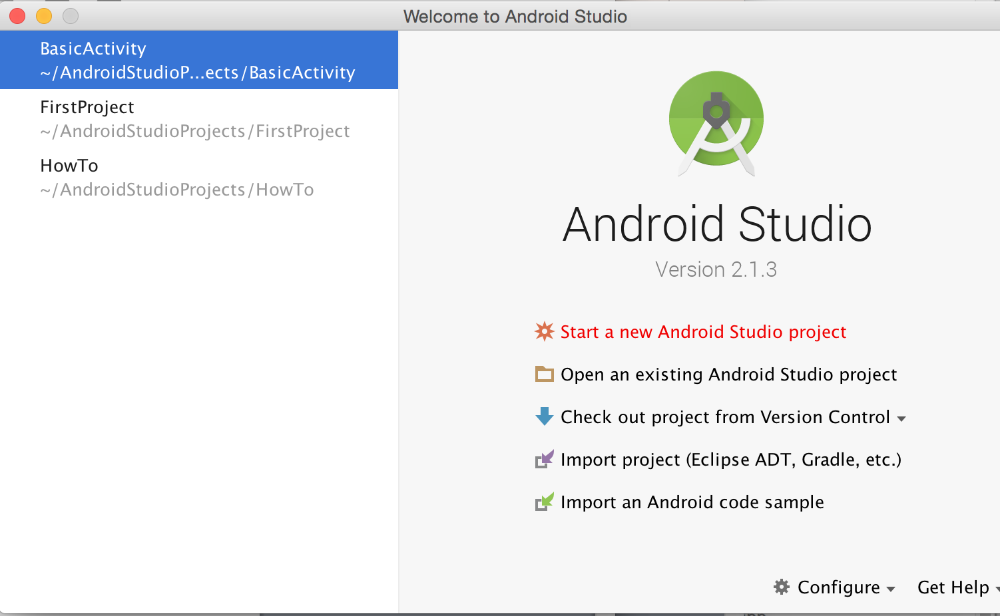 Welcome to Android Studio
BasicActivity
~/AndroidStudioP...ects/BasicActivity
FirstProject
~/AndroidStudioProjects/FirstProject
HowTo
~/AndroidStudioProjects/HowTo
Android Studio
Version 2.1.3
Start a new Android Studio project
Open an existing Android Studio project
Check out project from Version Control
Import project (Eclipse ADT, Gradle, etc.)
Import an Android code sample
Configure
Get Help